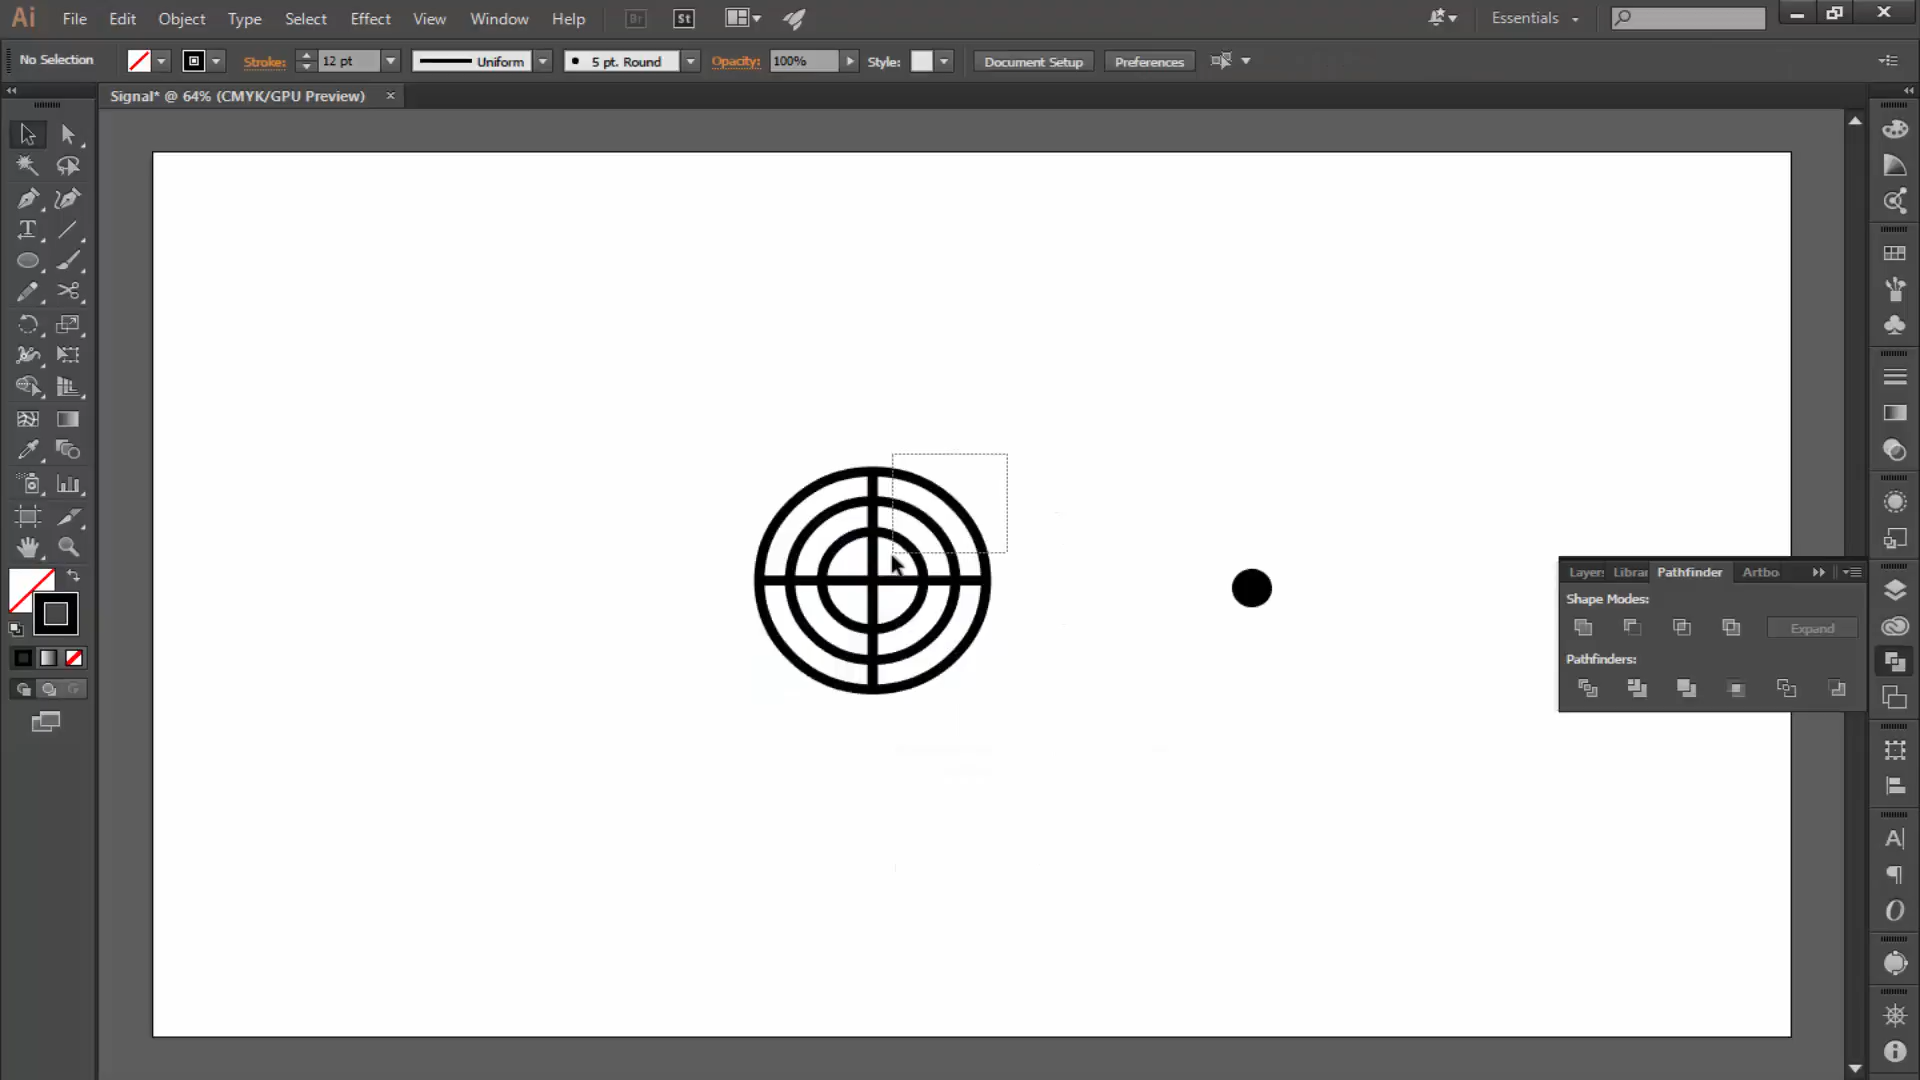 Ai File Edit Object Type Select Effect View Window Help Br St Essentials
No Selection Stroke: 12 pt Uniform 5 pt. Round Opacity: 100% Style: Document Setup Preferences
Signal* @ 64% (CMYK/GPU Preview)
Layer Librar Pathfinder Artbo
Shape Modes:
Expand
Pathfinders: